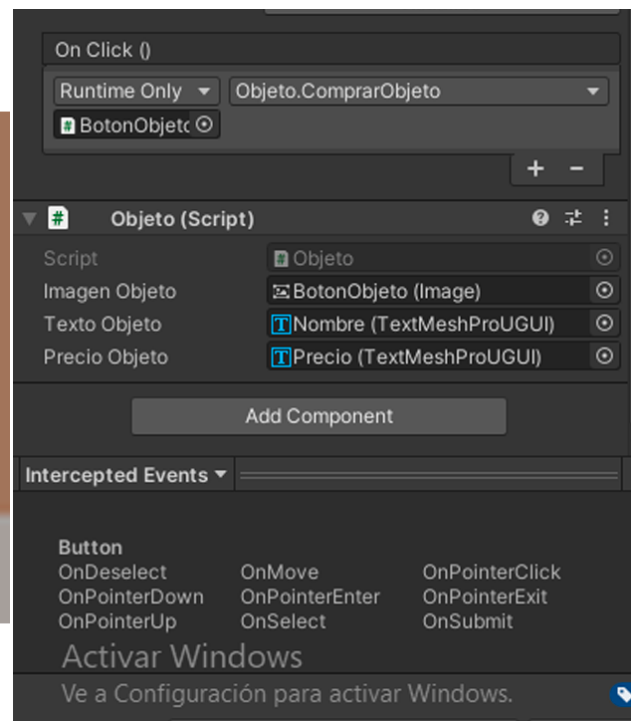 On Click ()
Runtime Only Objeto.ComprarObjeto
BotonObjeto
Objeto (Script)
Script Objeto
Imagen Objeto BotonObjeto (Image)
Texto Objeto Nombre (TextMeshProUGUI)
Precio Objeto Precio (TextMeshProUGUI)
Add Component
Intercepted Events
Button
OnDeselect OnMove OnPointerClick
OnPointerDown OnPointerEnter OnPointerExit
OnPointerUp OnSelect OnSubmit
Activar Windows
Ve a Configuración para activar Windows.